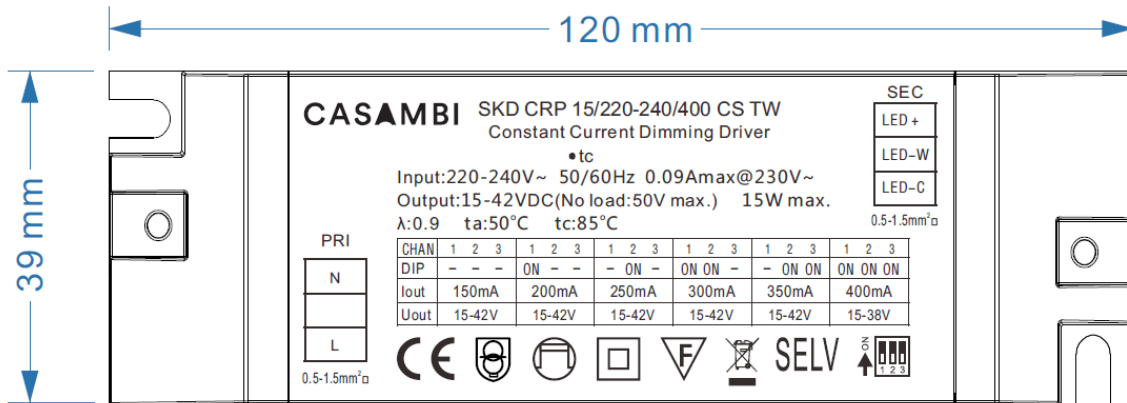 120 mm
39 mm
CASAMBI
SKD CRP 15/220-240/400 CS TW
Constant Current Dimming Driver
•tc
Input:220-240V~ 50/60Hz 0.09Amax@230V~
Output:15-42VDC(No load:50V max.) 15W max.
λ:0.9 ta:50°C tc:85°C
PRI
N
L
0.5-1.5mm²
CHAN 1 2 3 1 2 3 1 2 3 1 2 3 1 2 3 1 2 3
DIP – – – ON – – – ON – ON ON – – ON ON ON ON ON
Iout 150mA 200mA 250mA 300mA 350mA 400mA
Uout 15-42V 15-42V 15-42V 15-42V 15-42V 15-38V
CE
F
SELV
ON
1 2 3
SEC
LED +
LED–W
LED–C
0.5-1.5mm²